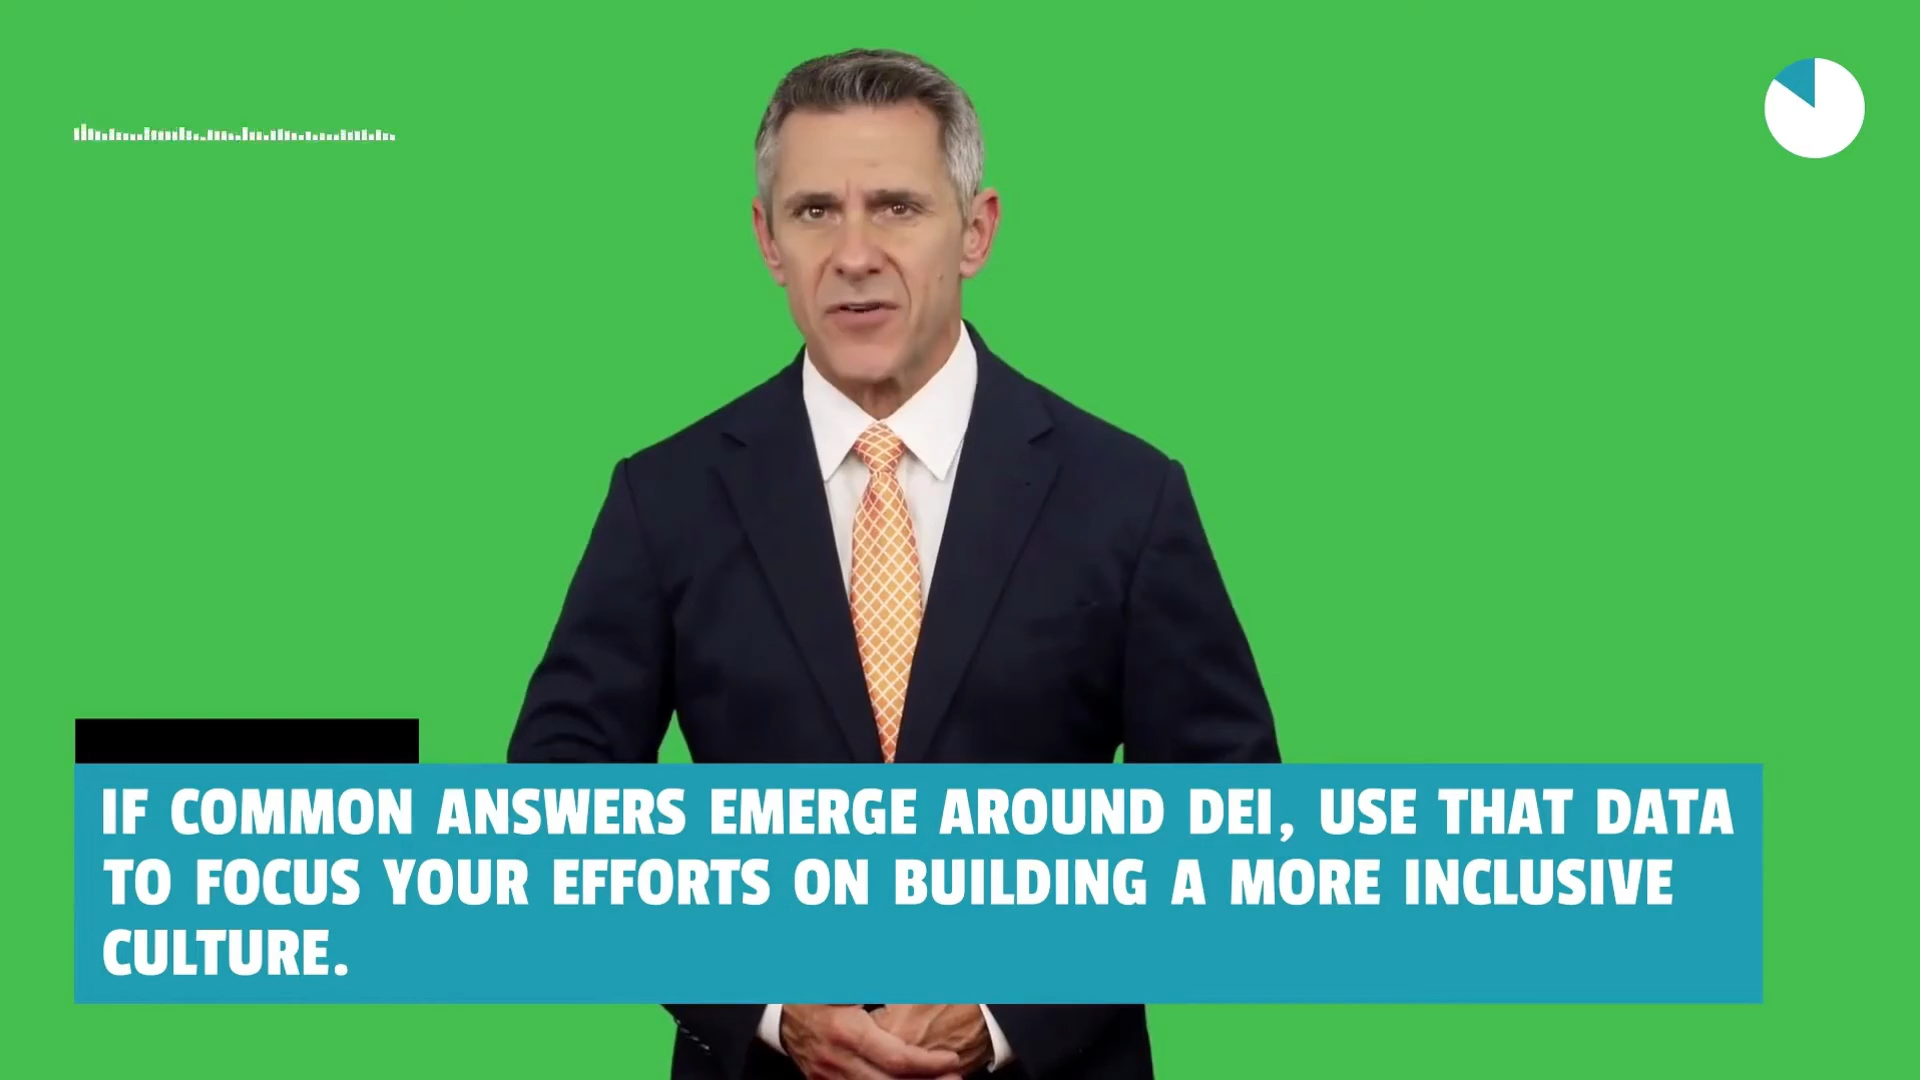 IF COMMON ANSWERS EMERGE AROUND DEI, USE THAT DATA
TO FOCUS YOUR EFFORTS ON BUILDING A MORE INCLUSIVE
CULTURE.